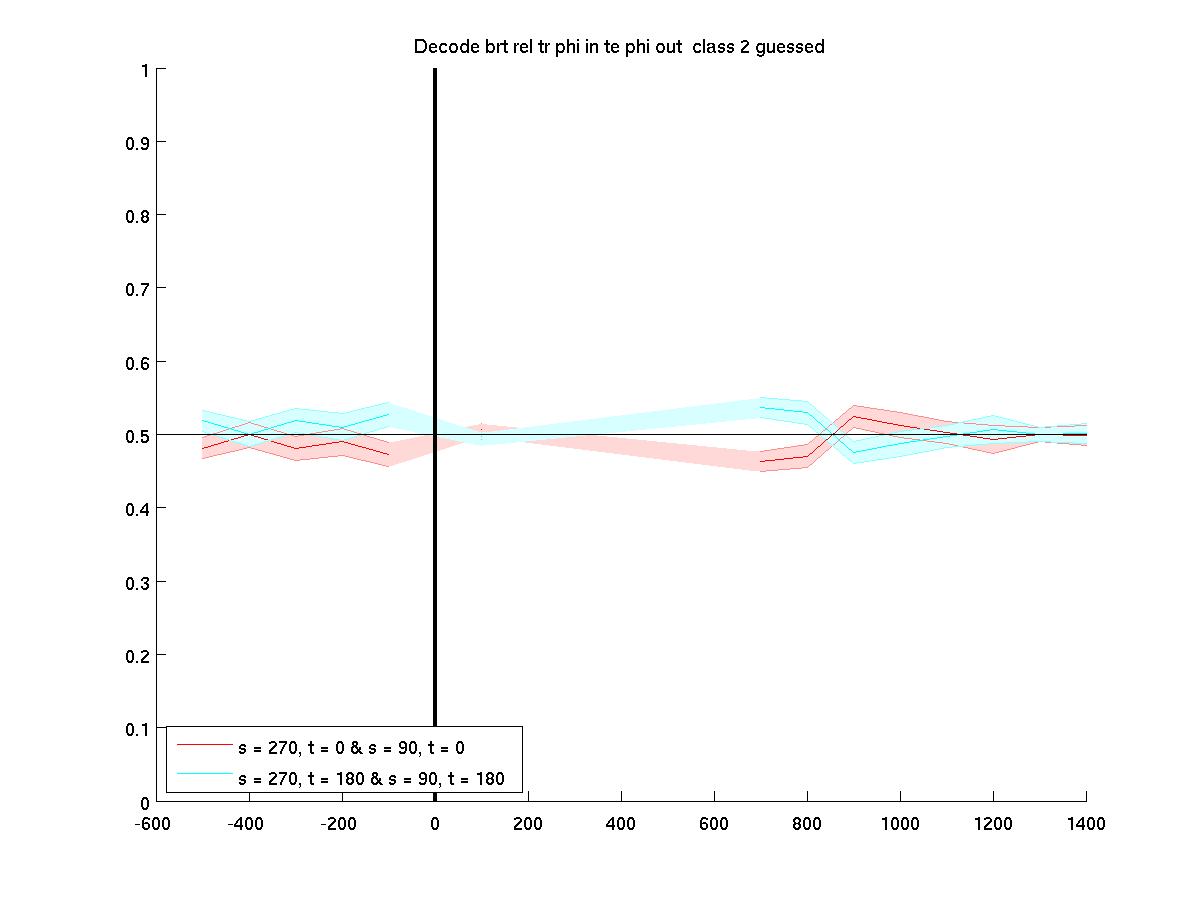 Decode brt rel tr phi in te phi out  class 2 guessed
1
0.9
0.8
0.7
0.6
0.5
0.4
0.3
0.2
0.1
0
s = 270, t = 0 & s = 90, t = 0
s = 270, t = 180 & s = 90, t = 180
-600 -400 -200 0 200 400 600 800 1000 1200 1400